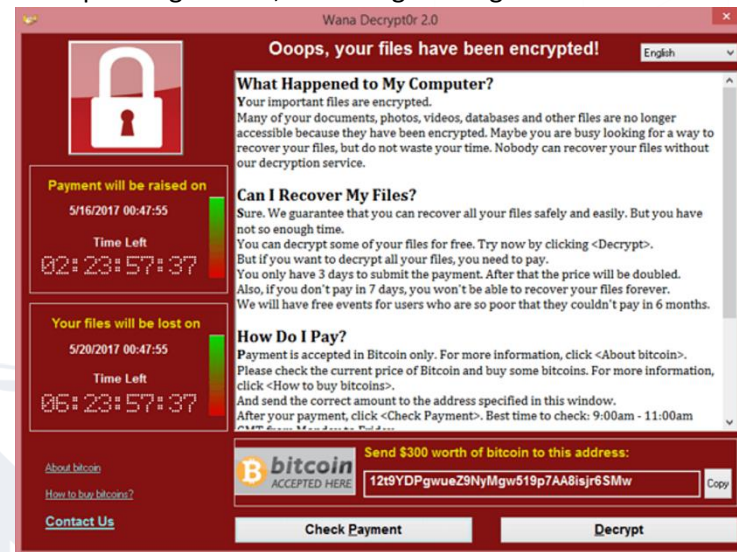 Wana Decrypt0r 2.0
Ooops, your files have been encrypted!
English
What Happened to My Computer?
Your important files are encrypted.
Many of your documents, photos, videos, databases and other files are no longer
accessible because they have been encrypted. Maybe you are busy looking for a way to
recover your files, but do not waste your time. Nobody can recover your files without
our decryption service.
Can I Recover My Files?
Sure. We guarantee that you can recover all your files safely and easily. But you have
not so enough time.
You can decrypt some of your files for free. Try now by clicking <Decrypt>.
But if you want to decrypt all your files, you need to pay.
You only have 3 days to submit the payment. After that the price will be doubled.
Also, if you don't pay in 7 days, you won't be able to recover your files forever.
We will have free events for users who are so poor that they couldn't pay in 6 months.
How Do I Pay?
Payment is accepted in Bitcoin only. For more information, click <About bitcoin>.
Please check the current price of Bitcoin and buy some bitcoins. For more information,
click <How to buy bitcoins>.
And send the correct amount to the address specified in this window.
After your payment, click <Check Payment>. Best time to check: 9:00am - 11:00am
Payment will be raised on
5/16/2017 00:47:55
Time Left
02:23:57:37
Your files will be lost on
5/20/2017 00:47:55
Time Left
06:23:57:37
About bitcoin
How to buy bitcoins?
Contact Us
bitcoin
ACCEPTED HERE
Send $300 worth of bitcoin to this address:
12t9YDPgwueZ9NyMgw519p7AA8isjr6SMw
Copy
Check Payment
Decrypt